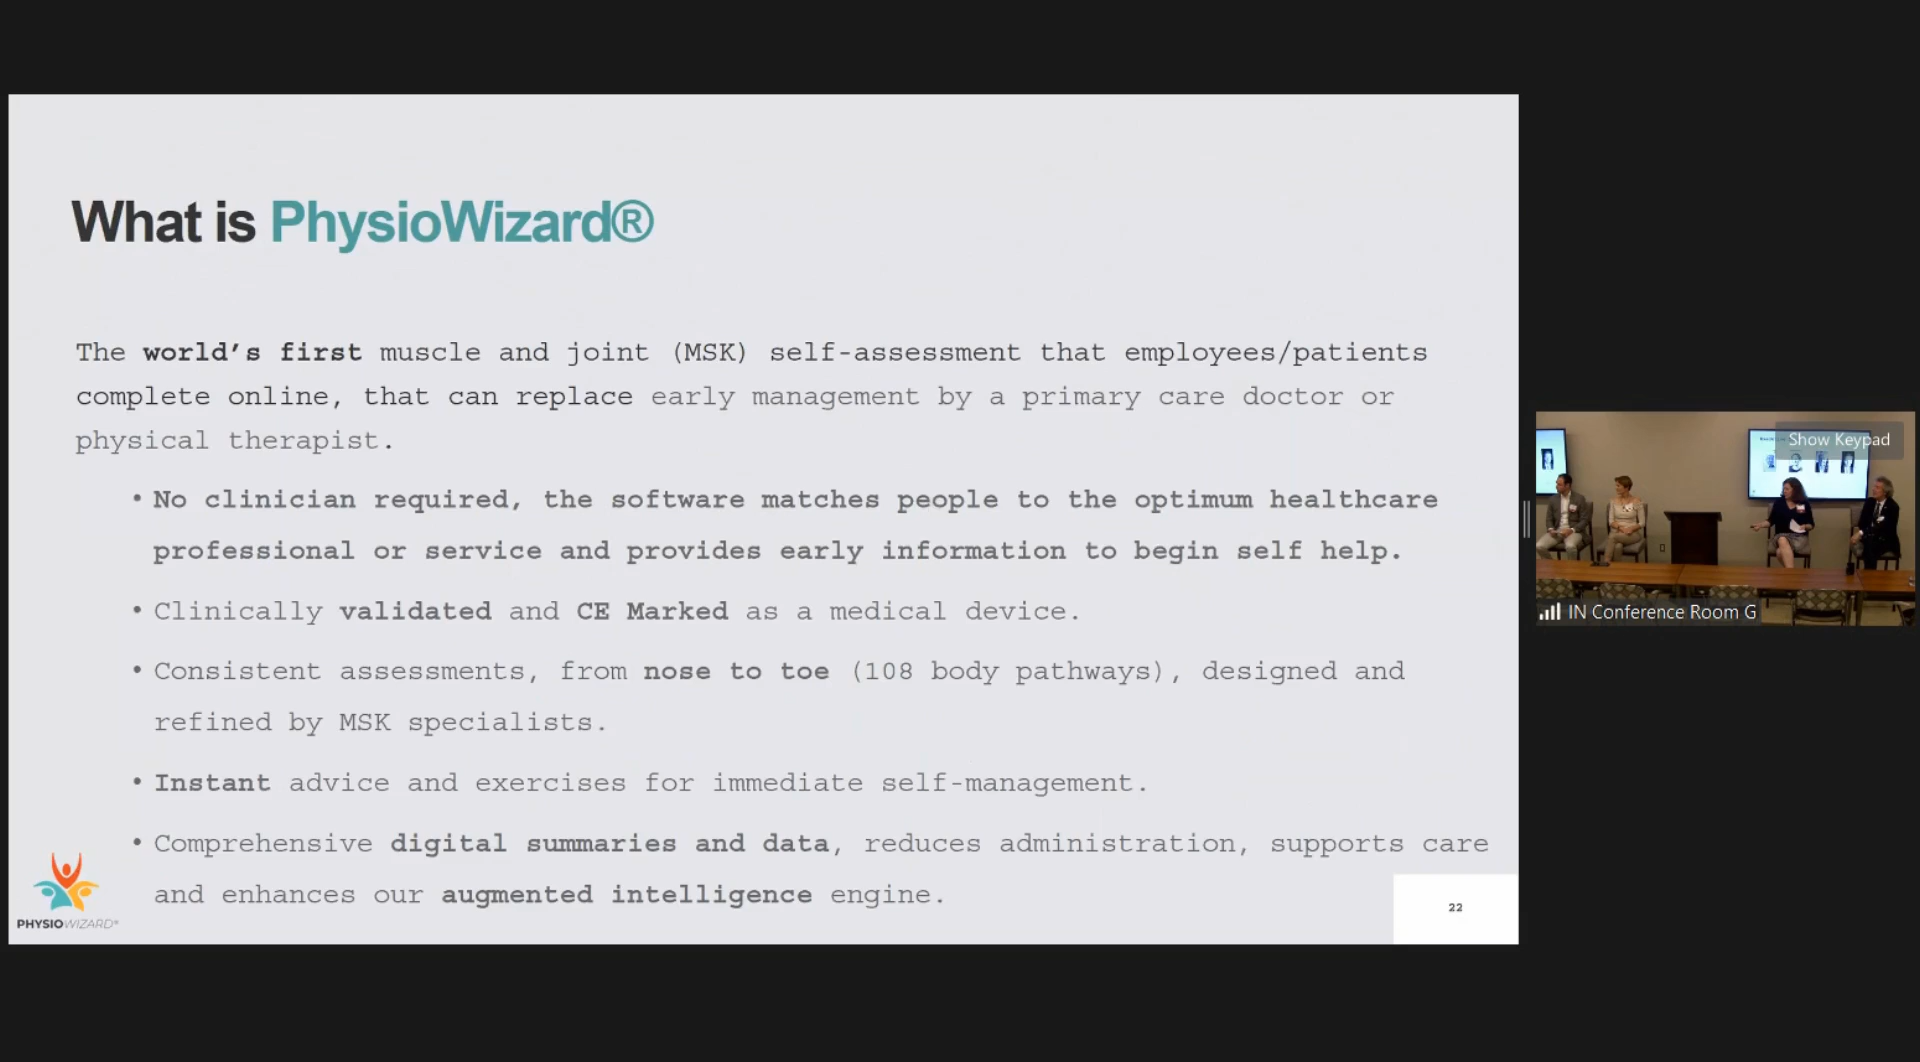 What is PhysioWizard®
The world's first muscle and joint (MSK) self-assessment that employees/patients
complete online, that can replace early management by a primary care doctor or
physical therapist.
• No clinician required, the software matches people to the optimum healthcare
professional or service and provides early information to begin self help.
• Clinically validated and CE Marked as a medical device.
• Consistent assessments, from nose to toe (108 body pathways), designed and
refined by MSK specialists.
• Instant advice and exercises for immediate self-management.
• Comprehensive digital summaries and data, reduces administration, supports care
and enhances our augmented intelligence engine.
PHYSIOWIZARD®
22
Show Keypad
IN Conference Room G